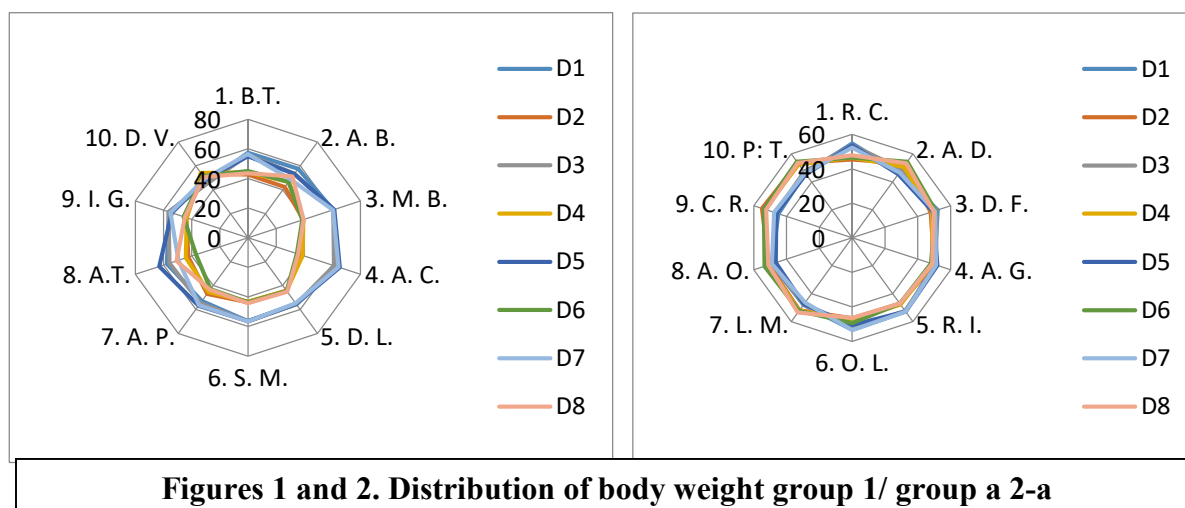 1. B.T.
2. A. B.
3. M. B.
4. A. C.
5. D. L.
6. S. M.
7. A. P.
8. A.T.
9. I. G.
10. D. V.
80
60
40
20
0
D1
D2
D3
D4
D5
D6
D7
D8
1. R. C.
2. A. D.
3. D. F.
4. A. G.
5. R. I.
6. O. L.
7. L. M.
8. A. O.
9. C. R.
10. P: T.
60
40
20
0
D1
D2
D3
D4
D5
D6
D7
D8
Figures 1 and 2. Distribution of body weight group 1/ group a 2-a